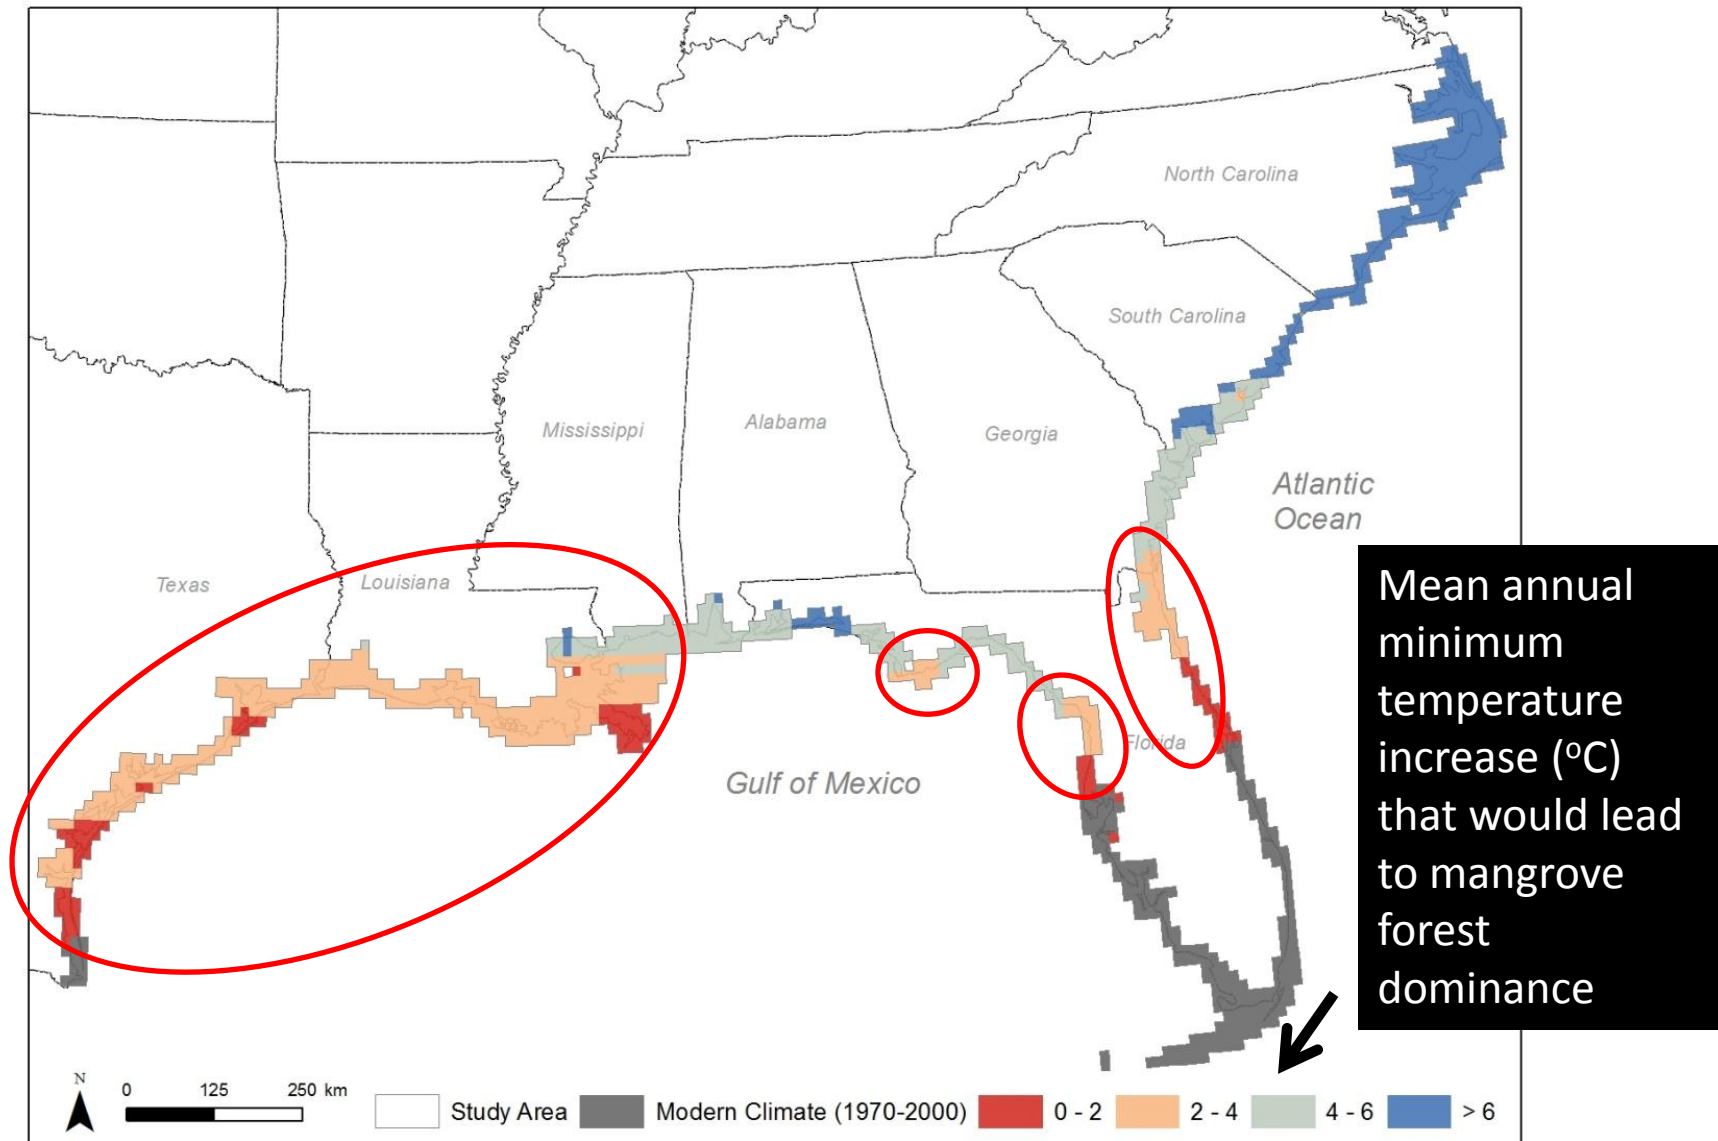 North Carolina
South Carolina
Mississippi
Alabama
Georgia
Atlantic
Ocean
Texas
Louisiana
Florida
Gulf of Mexico
Mean annual
minimum
temperature
increase (ºC)
that would lead
to mangrove
forest
dominance
N
0 125 250 km
Study Area
Modern Climate (1970-2000)
0 - 2
2 - 4
4 - 6
> 6